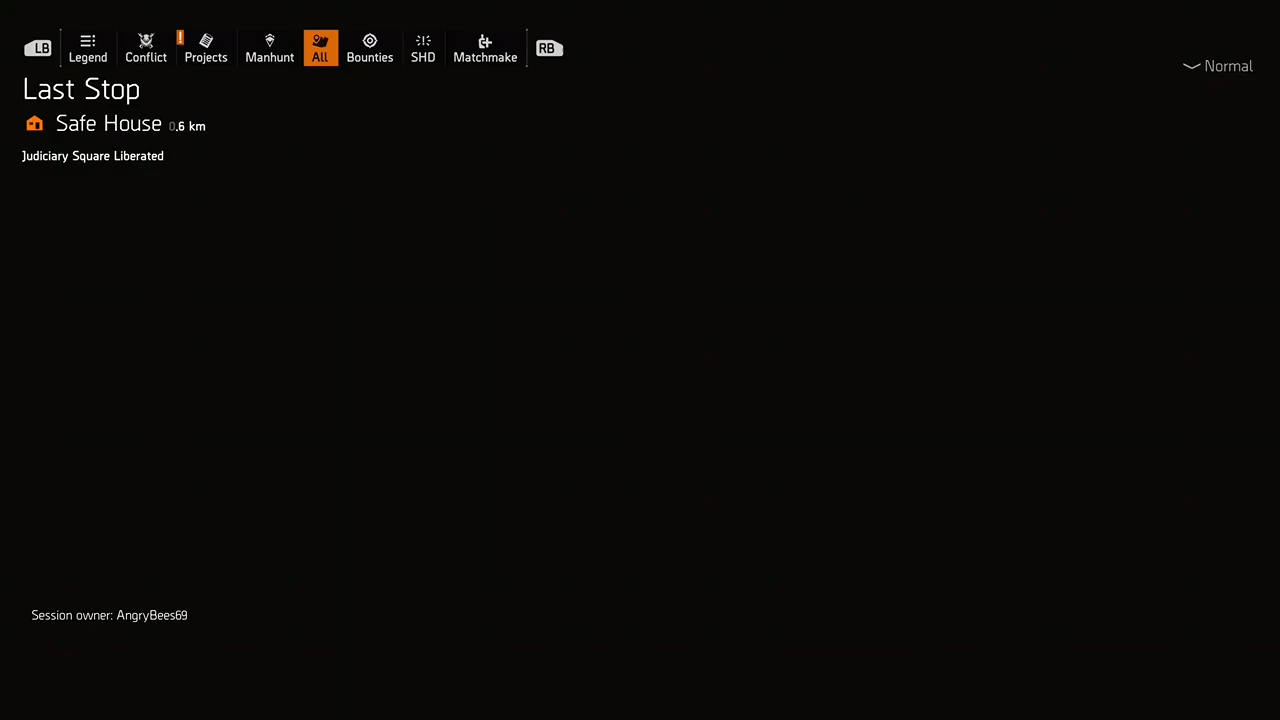 LB Legend Conflict ! Projects Manhunt All Bounties SHD Matchmake RB
Normal
Last Stop
Safe House 0.6 km
Judiciary Square Liberated
Session owner: AngryBees69